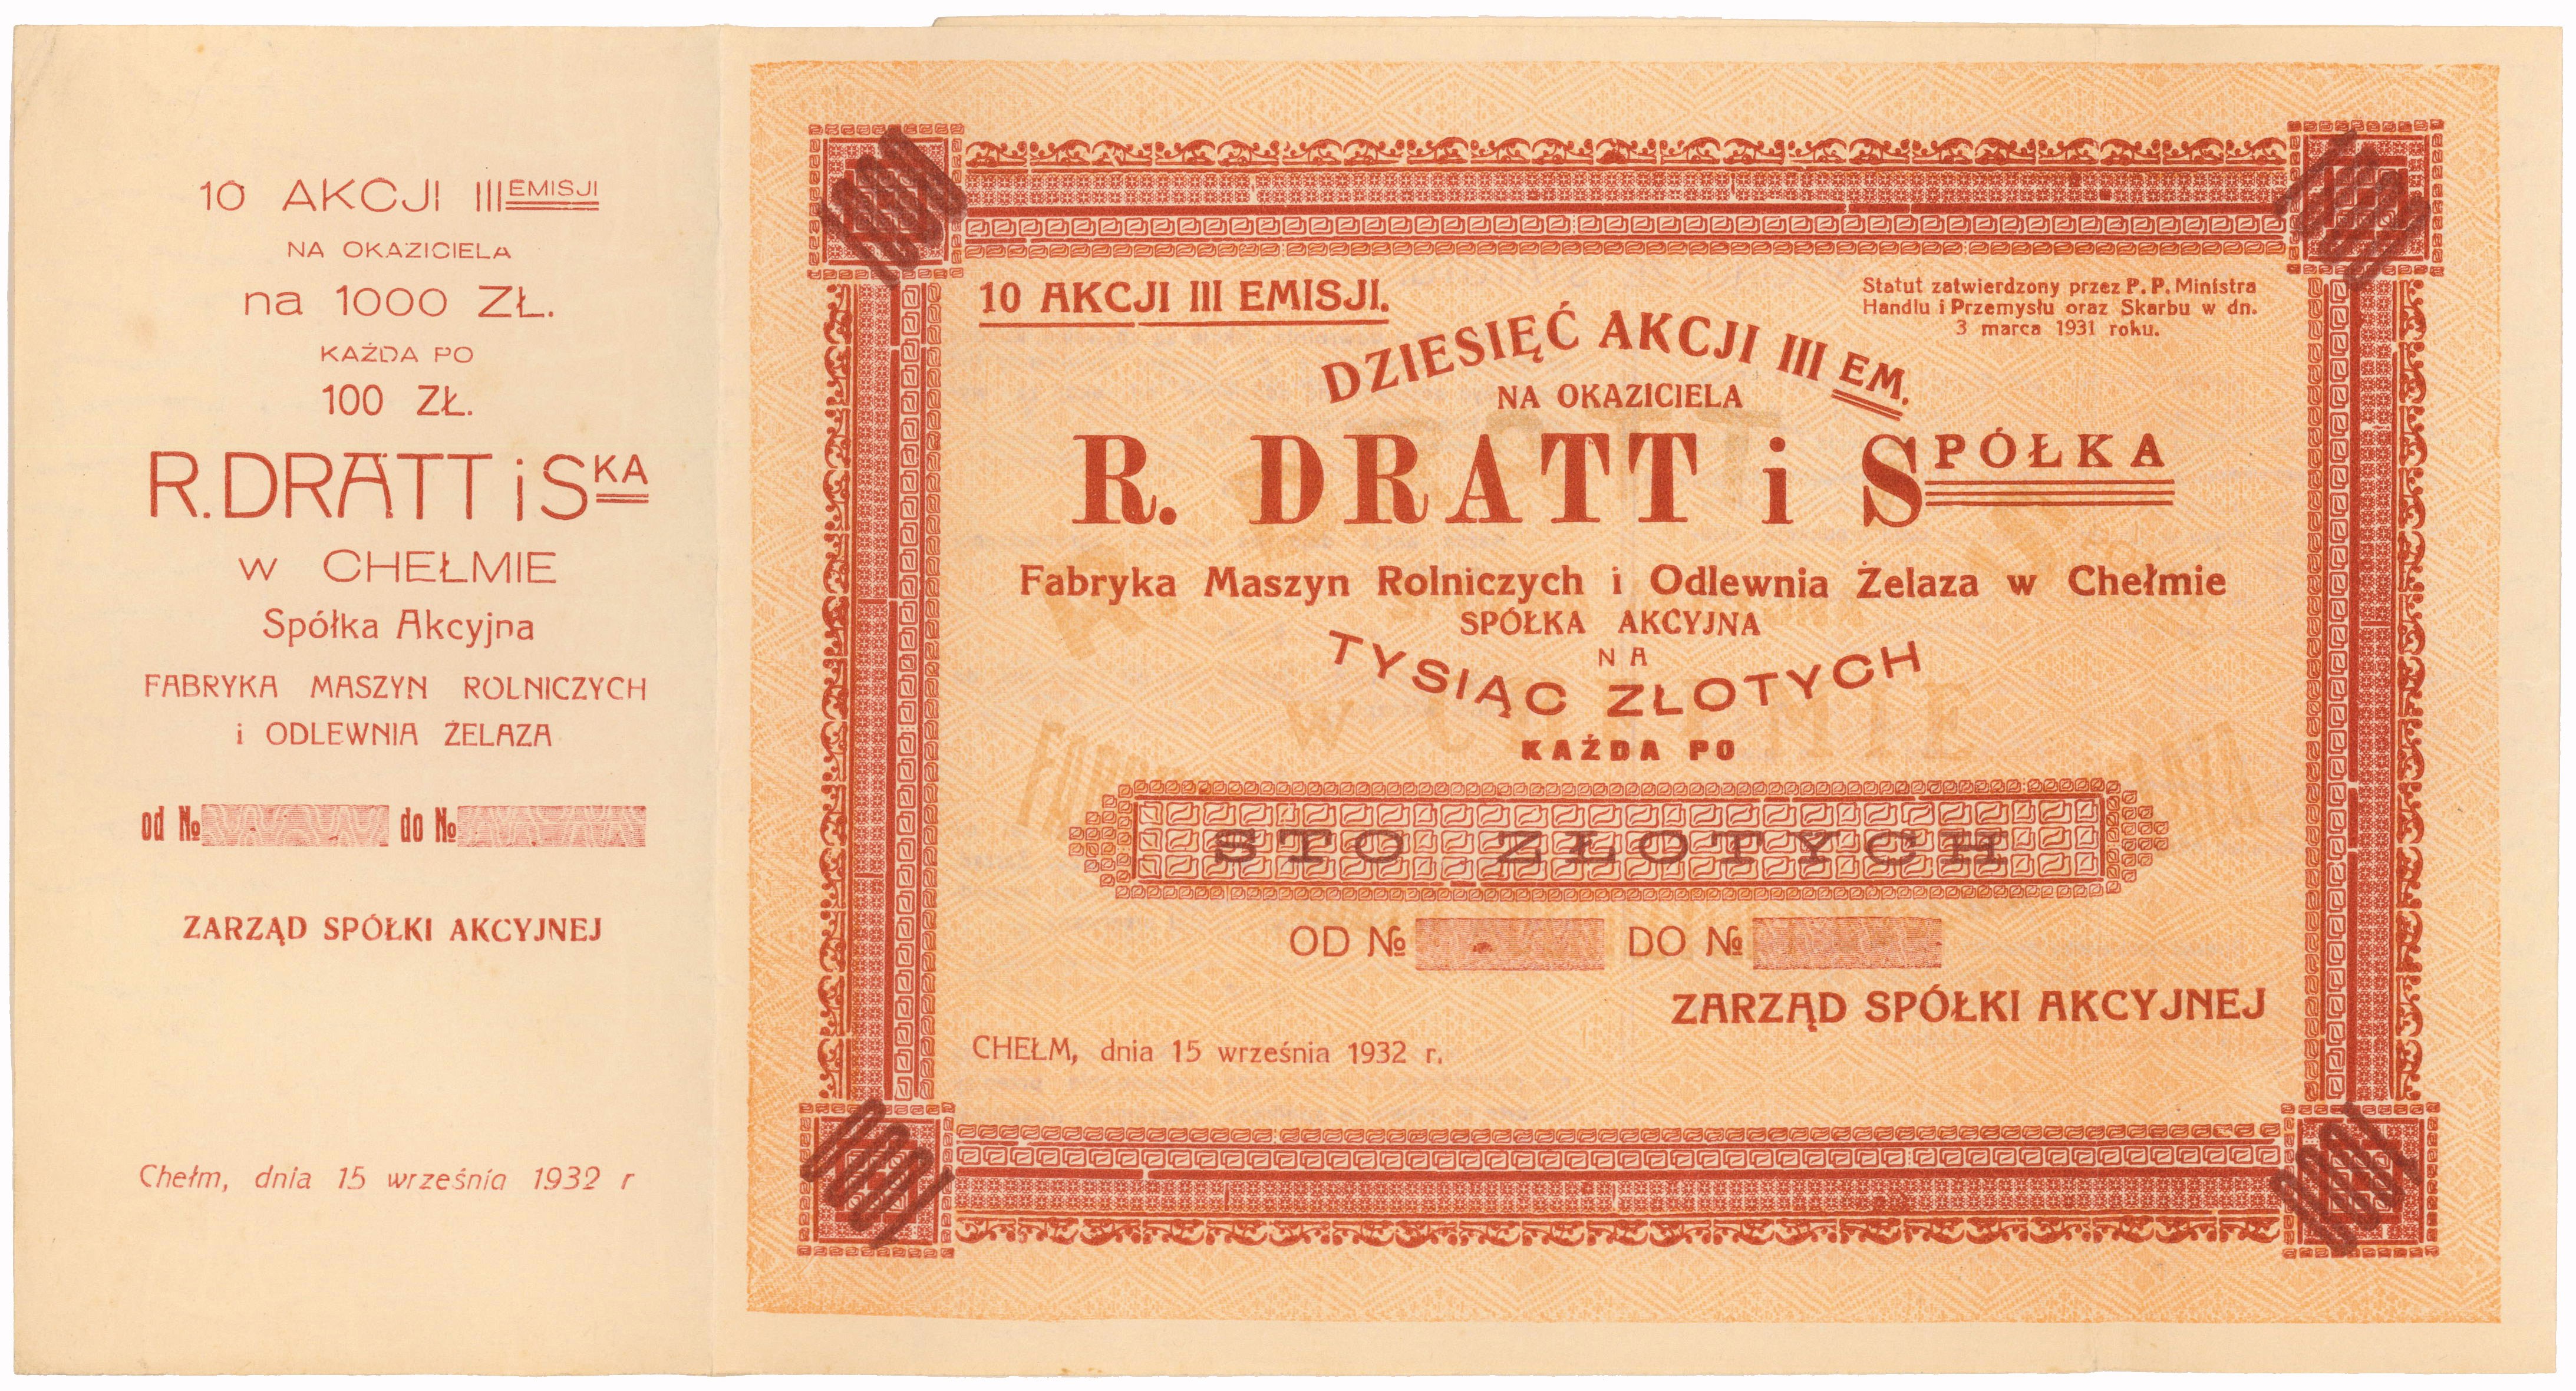 10 AKCJI III EMISJI
NA OKAZICIELA
na 1000 ZŁ.
KAŻDA PO
100 ZŁ.
R. DRATT i SKA
w CHEŁMIE
Spółka Akcyjna
FABRYKA MASZYN ROLNICZYCH
i ODLEWNIA ŻELAZA
od № do №
ZARZĄD SPÓŁKI AKCYJNEJ
Chełm, dnia 15 września 1932 r
1000
1000
10 AKCJI III EMISJI.
Statut zatwierdzony przez P. P. Ministra
Handlu i Przemysłu oraz Skarbu w dn.
3 marca 1931 roku.
DZIESIĘĆ AKCJI III EM.
NA OKAZICIELA
R. DRATT i SPÓŁKA
Fabryka Maszyn Rolniczych i Odlewnia Żelaza w Chełmie
SPÓŁKA AKCYJNA
NA
TYSIĄC ZŁOTYCH
KAŻDA PO
STO ZŁOTYCH
OD № DO №
ZARZĄD SPÓŁKI AKCYJNEJ
CHEŁM, dnia 15 września 1932 r.
1000
1000